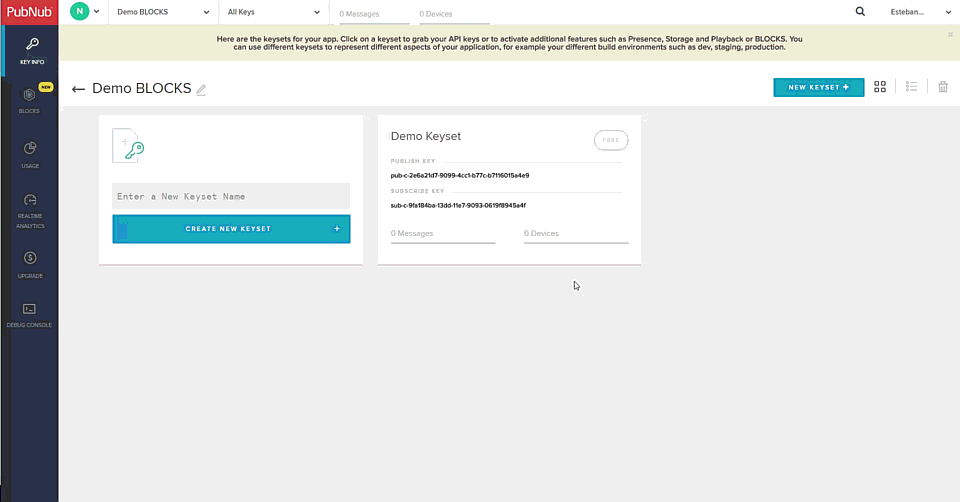 PubNub
N
Demo BLOCKS
All Keys
0 Messages
0 Devices
Esteban...
Here are the keysets for your app. Click on a keyset to grab your API keys or to activate additional features such as Presence, Storage and Playback or BLOCKS. You
can use different keysets to represent different aspects of your application, for example your different build environments such as dev, staging, production.
KEY INFO
NEW
BLOCKS
USAGE
REALTIME
ANALYTICS
UPGRADE
DEBUG CONSOLE
← Demo BLOCKS
NEW KEYSET +
Enter a New Keyset Name
CREATE NEW KEYSET +
Demo Keyset
FREE
PUBLISH KEY
pub-c-2e6a21d7-9099-4cc1-b77c-b7116015a4e9
SUBSCRIBE KEY
sub-c-9fa184ba-13dd-11e7-9093-0619f8945a4f
0 Messages
0 Devices